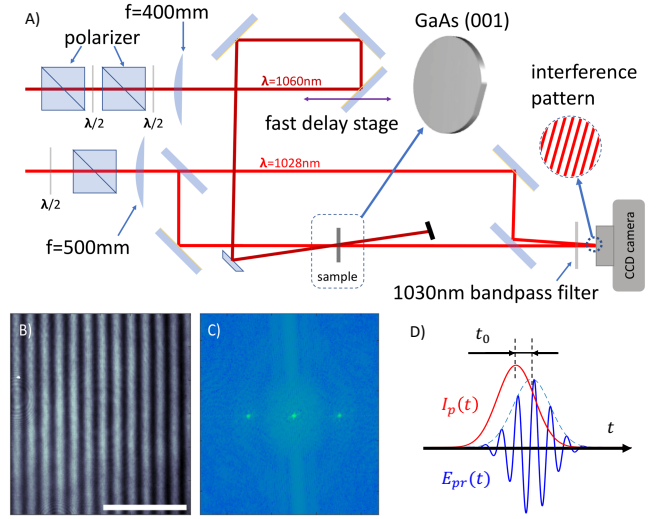 A)
f=400mm
GaAs (001)
polarizer
λ=1060nm
interference
pattern
λ/2
λ/2
fast delay stage
λ=1028nm
λ/2
f=500mm
sample
CCD camera
1030nm bandpass filter
B)
C)
D)
t₀
Iₚ(t)
t
Eₚᵣ(t)